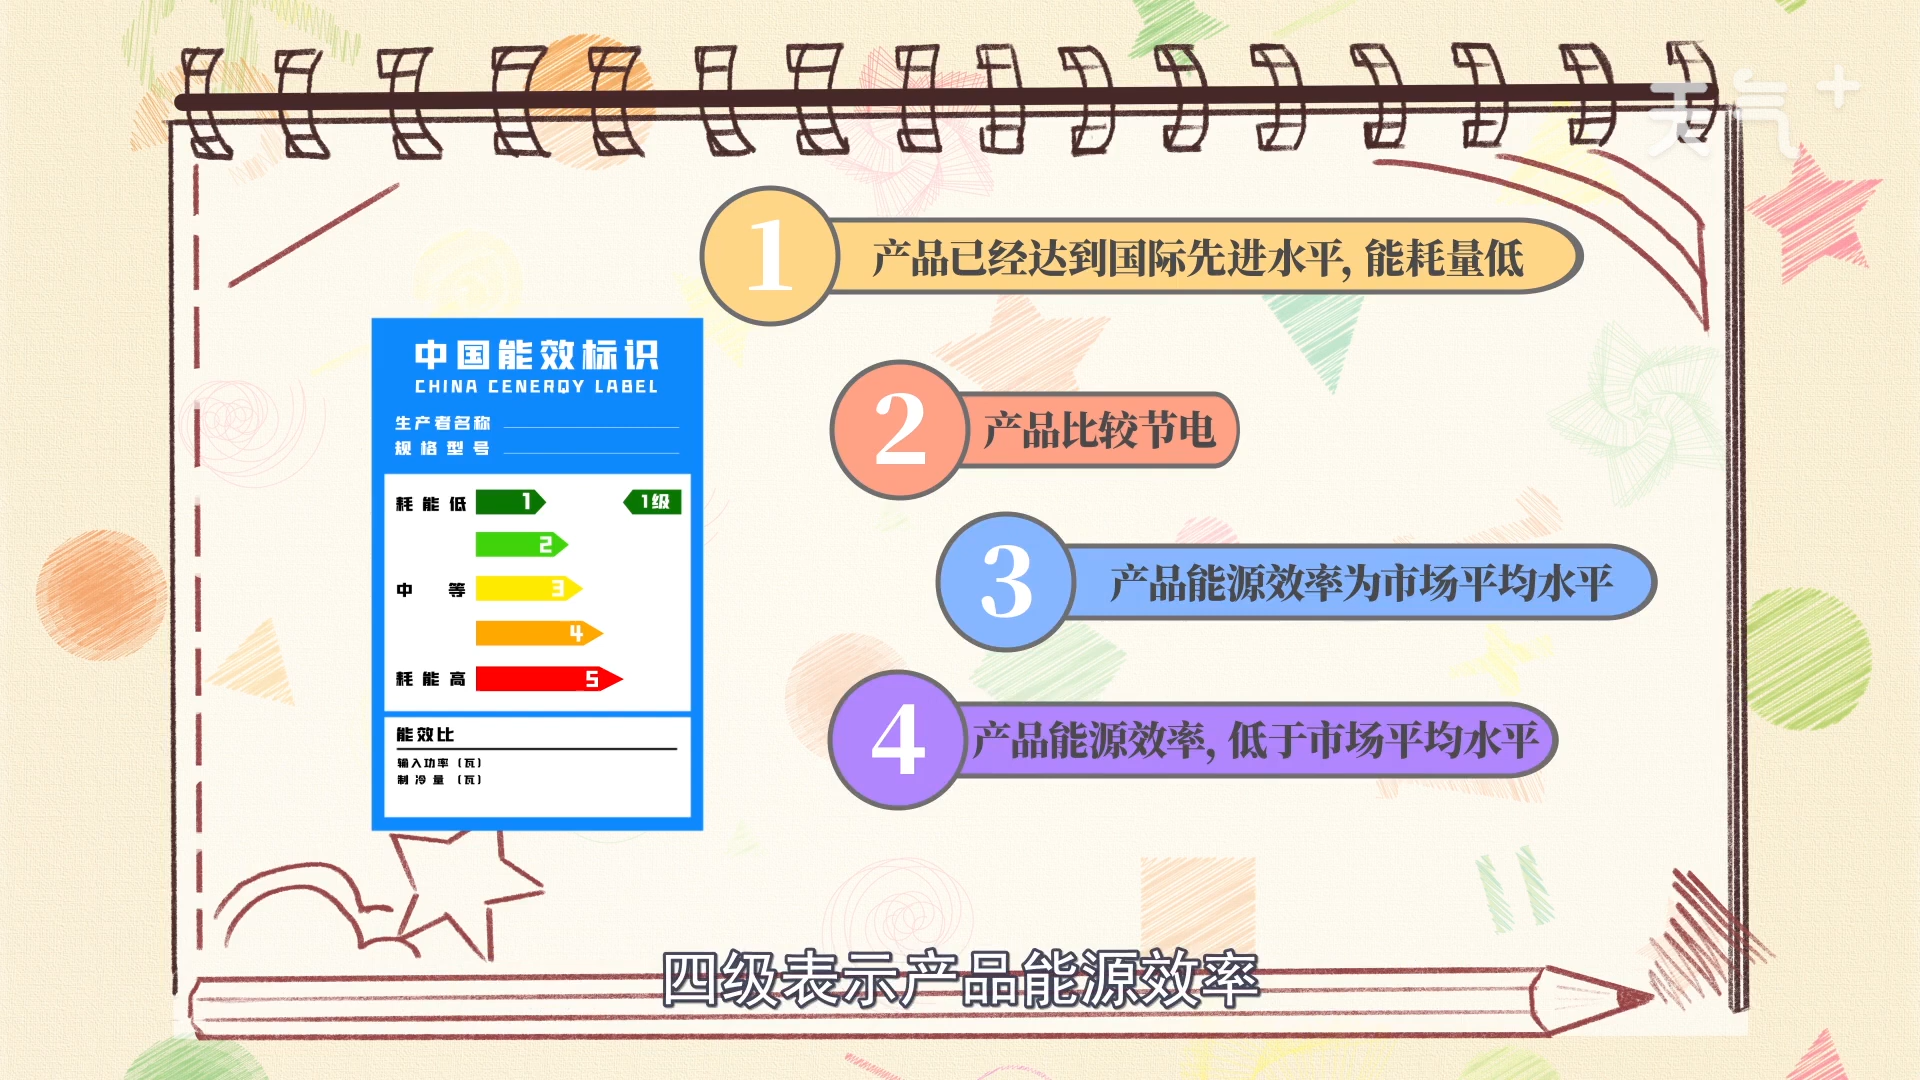 天气+
1 产品已经达到国际先进水平, 能耗量低
中国能效标识
CHINA CENERQY LABEL
生产者名称
规格型号
耗能低 1 1级
2
中等 3
4
耗能高 5
能效比
输入功率（瓦）
制冷量（瓦）
2 产品比较节电
3 产品能源效率为市场平均水平
4 产品能源效率, 低于市场平均水平
四级表示产品能源效率